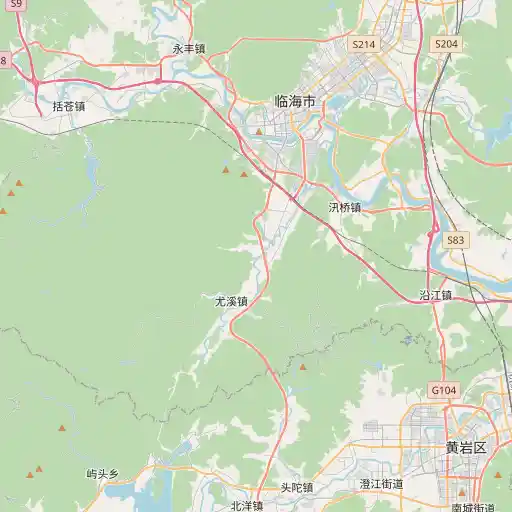 S9
永丰镇
S214
S204
8
括苍镇
临海市
汛桥镇
S83
沿江镇
尤溪镇
G104
黄岩区
屿头乡
头陀镇
澄江街道
北洋镇
南城街道